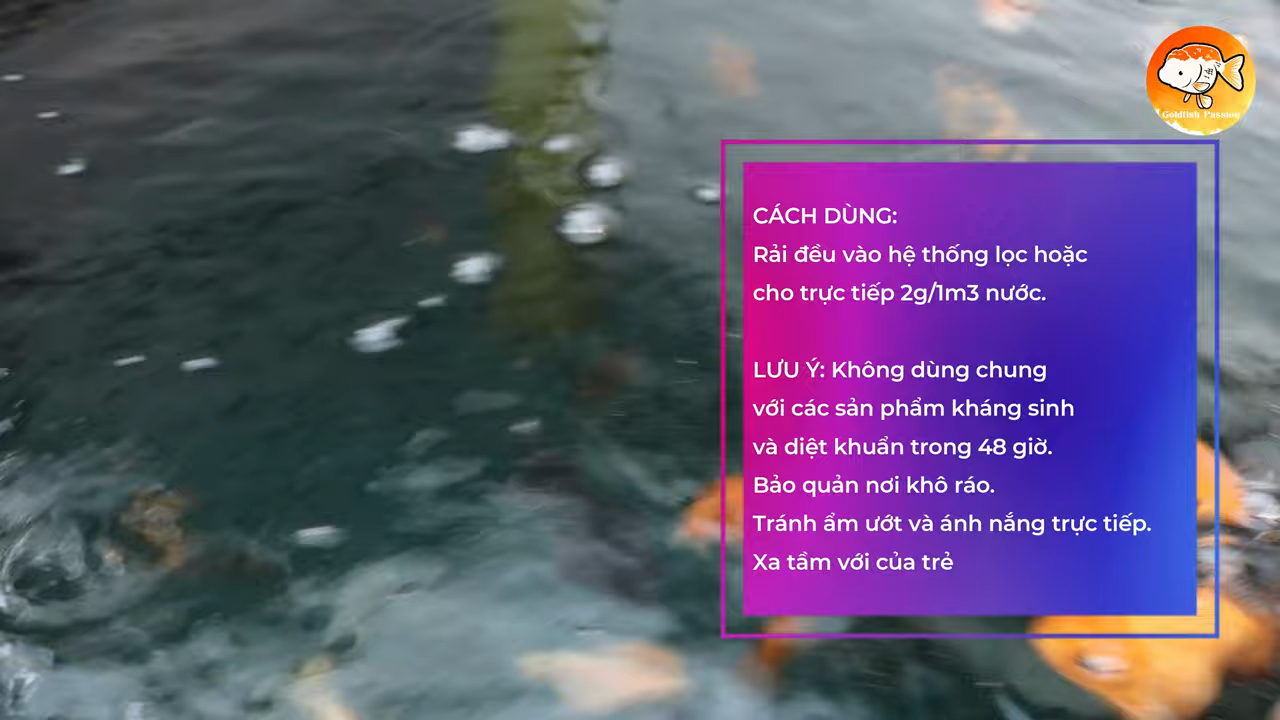 Goldfish Passion
CÁCH DÙNG:
Rải đều vào hệ thống lọc hoặc
cho trực tiếp 2g/1m3 nước.
LƯU Ý: Không dùng chung
với các sản phẩm kháng sinh
và diệt khuẩn trong 48 giờ.
Bảo quản nơi khô ráo.
Tránh ẩm ướt và ánh nắng trực tiếp.
Xa tầm với của trẻ